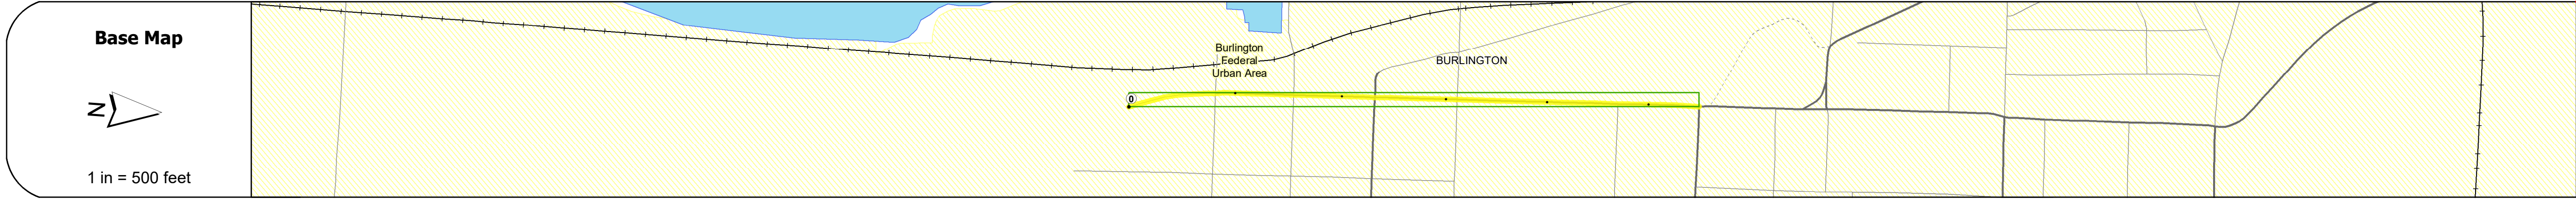 Base Map
N
1 in = 500 feet
0
Burlington
Federal
Urban Area
BURLINGTON